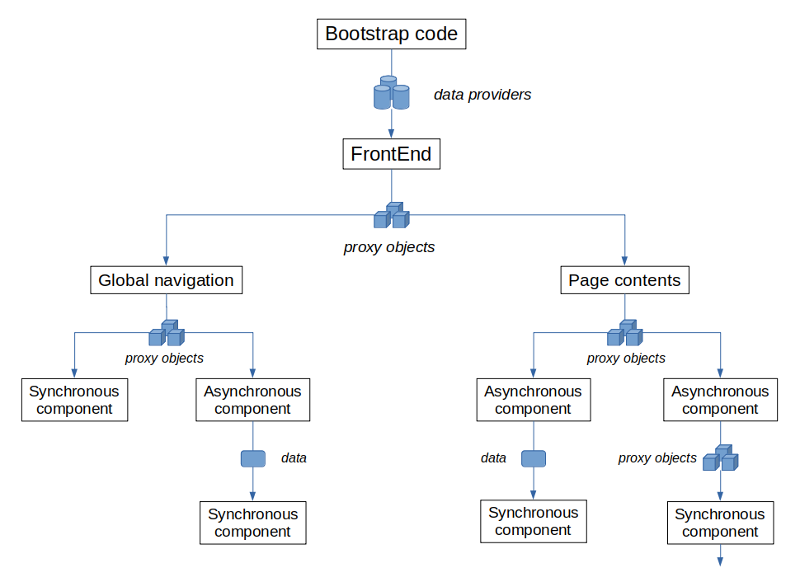 Bootstrap code
data providers
FrontEnd
proxy objects
Global navigation
Page contents
proxy objects
proxy objects
Synchronous
component
Asynchronous
component
Asynchronous
component
Asynchronous
component
data
data
proxy objects
Synchronous
component
Synchronous
component
Synchronous
component